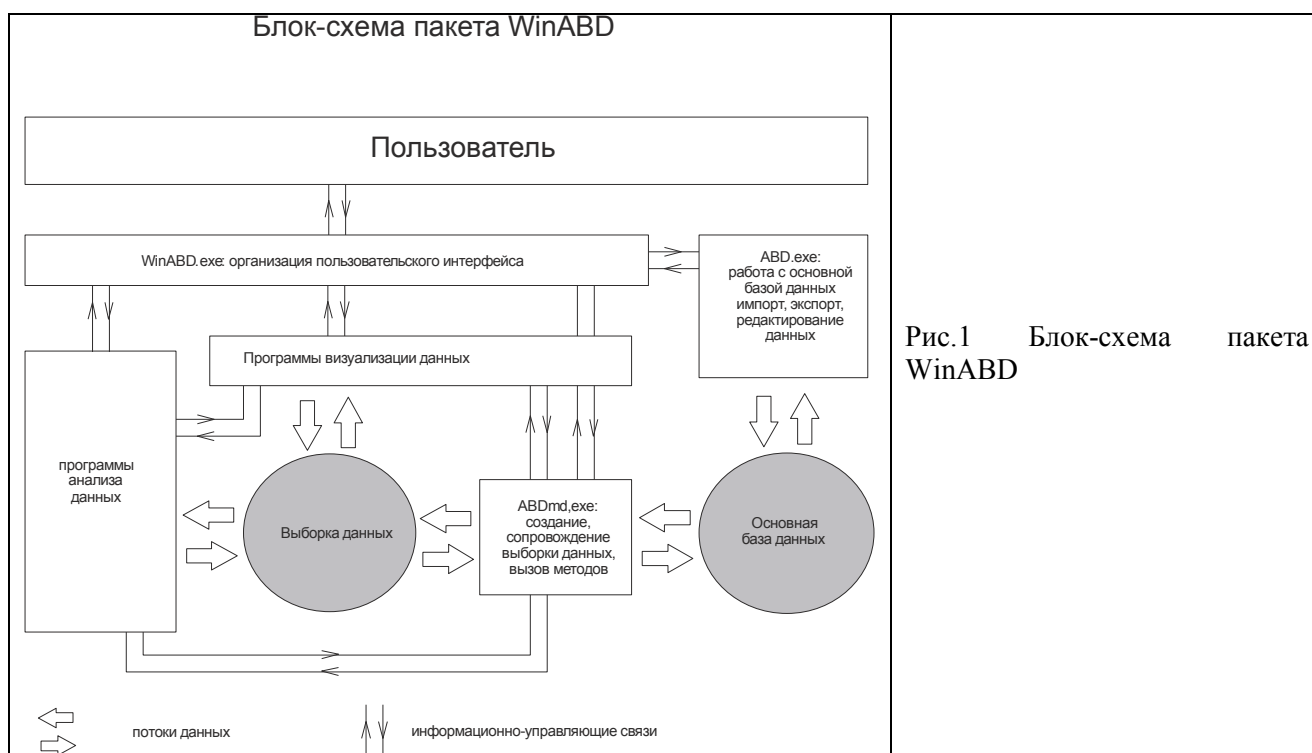 Блок-схема пакета WinABD
Пользователь
WinABD.exe: организация пользовательского интерфейса
ABD.exe:
работа с основной
базой данных
импорт, экспорт,
редактирование
данных
Программы визуализации данных
программы
анализа
данных
Выборка данных
ABDmd,exe:
создание,
сопровождение
выборки данных,
вызов методов
Основная
база данных
потоки данных
информационно-управляющие связи
Рис.1 Блок-схема пакета
WinABD